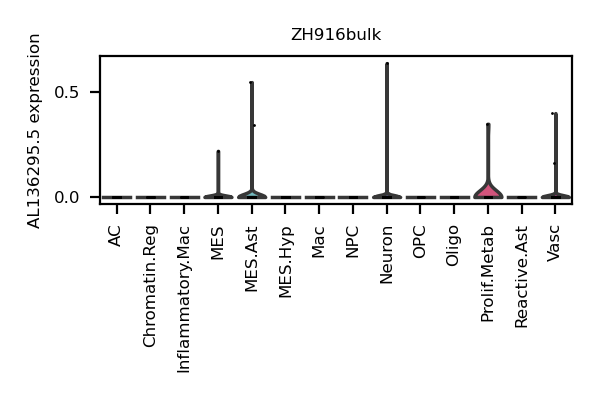 ZH916bulk
AL136295.5 expression
0.5
0.0
AC
Chromatin.Reg
Inflammatory.Mac
MES
MES.Ast
MES.Hyp
Mac
NPC
Neuron
OPC
Oligo
Prolif.Metab
Reactive.Ast
Vasc